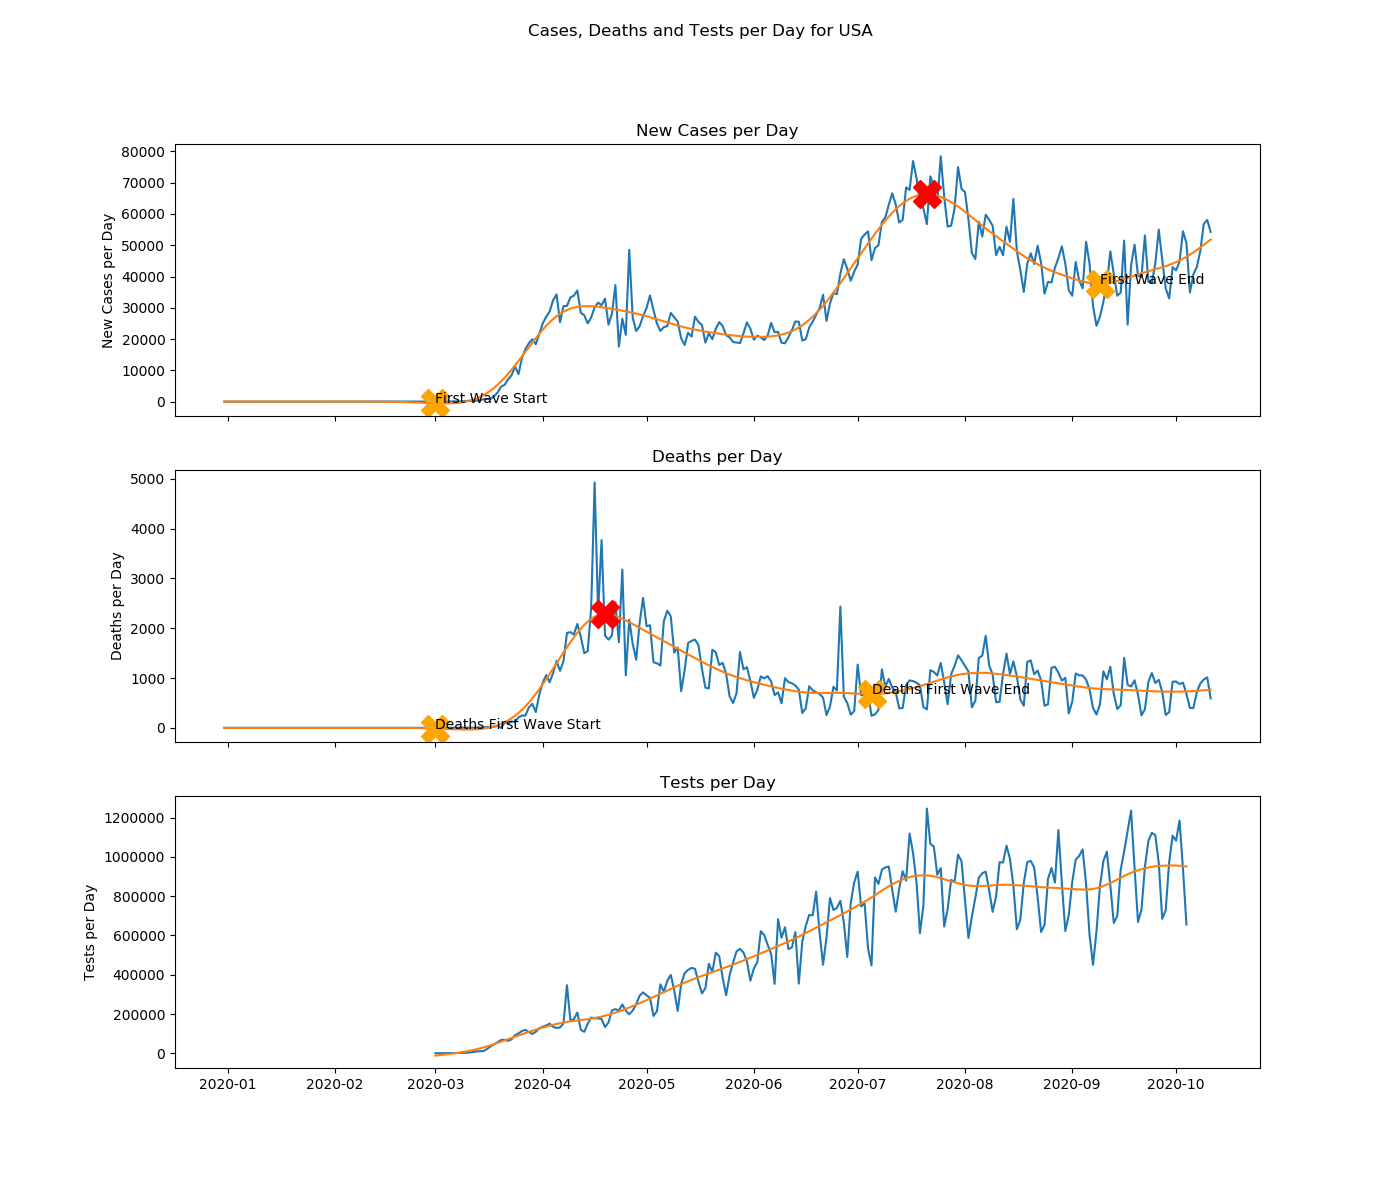 Cases, Deaths and Tests per Day for USA
New Cases per Day
New Cases per Day
80000
70000
60000
50000
40000
30000
20000
10000
0
First Wave Start
First Wave End
Deaths per Day
Deaths per Day
5000
4000
3000
2000
1000
0
Deaths First Wave Start
Deaths First Wave End
Tests per Day
Tests per Day
1200000
1000000
800000
600000
400000
200000
0
2020-01 2020-02 2020-03 2020-04 2020-05 2020-06 2020-07 2020-08 2020-09 2020-10